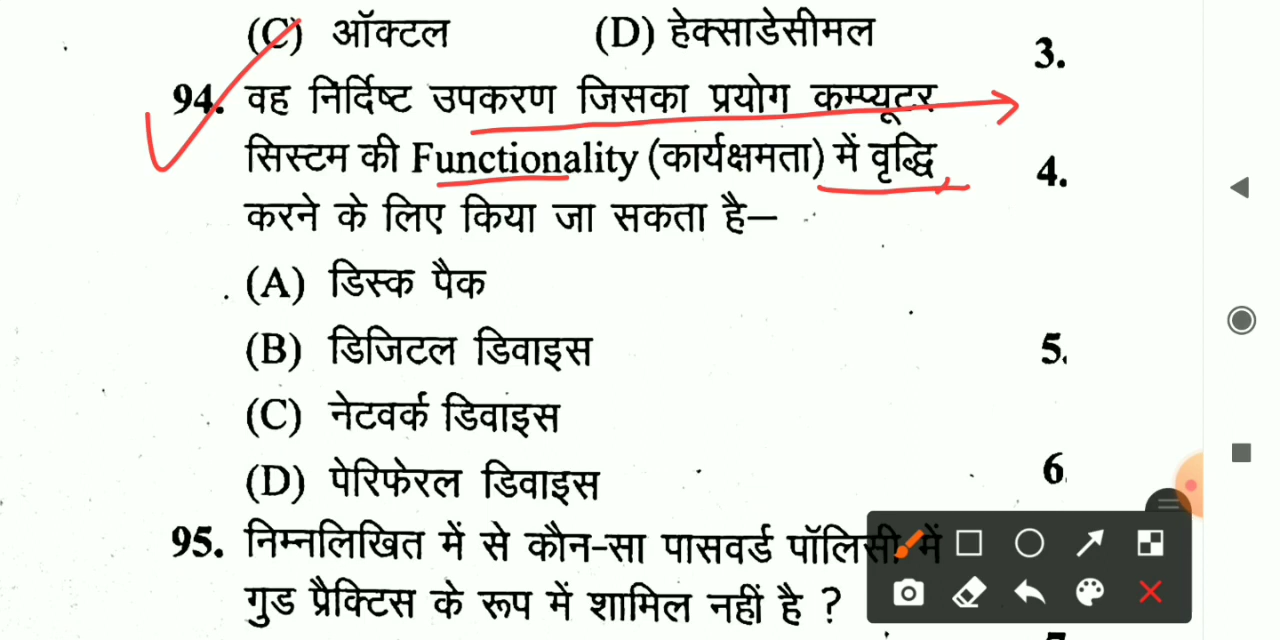 (C) ऑक्टल (D) हेक्साडेसीमल
94. वह निर्दिष्ट उपकरण जिसका प्रयोग कम्प्यूटर
सिस्टम की Functionality (कार्यक्षमता) में वृद्धि
करने के लिए किया जा सकता है–
(A) डिस्क पैक
(B) डिजिटल डिवाइस
(C) नेटवर्क डिवाइस
(D) पेरिफेरल डिवाइस
95. निम्नलिखित में से कौन-सा पासवर्ड पॉलिसी में
गुड प्रैक्टिस के रूप में शामिल नहीं है ?
3.
4.
5.
6